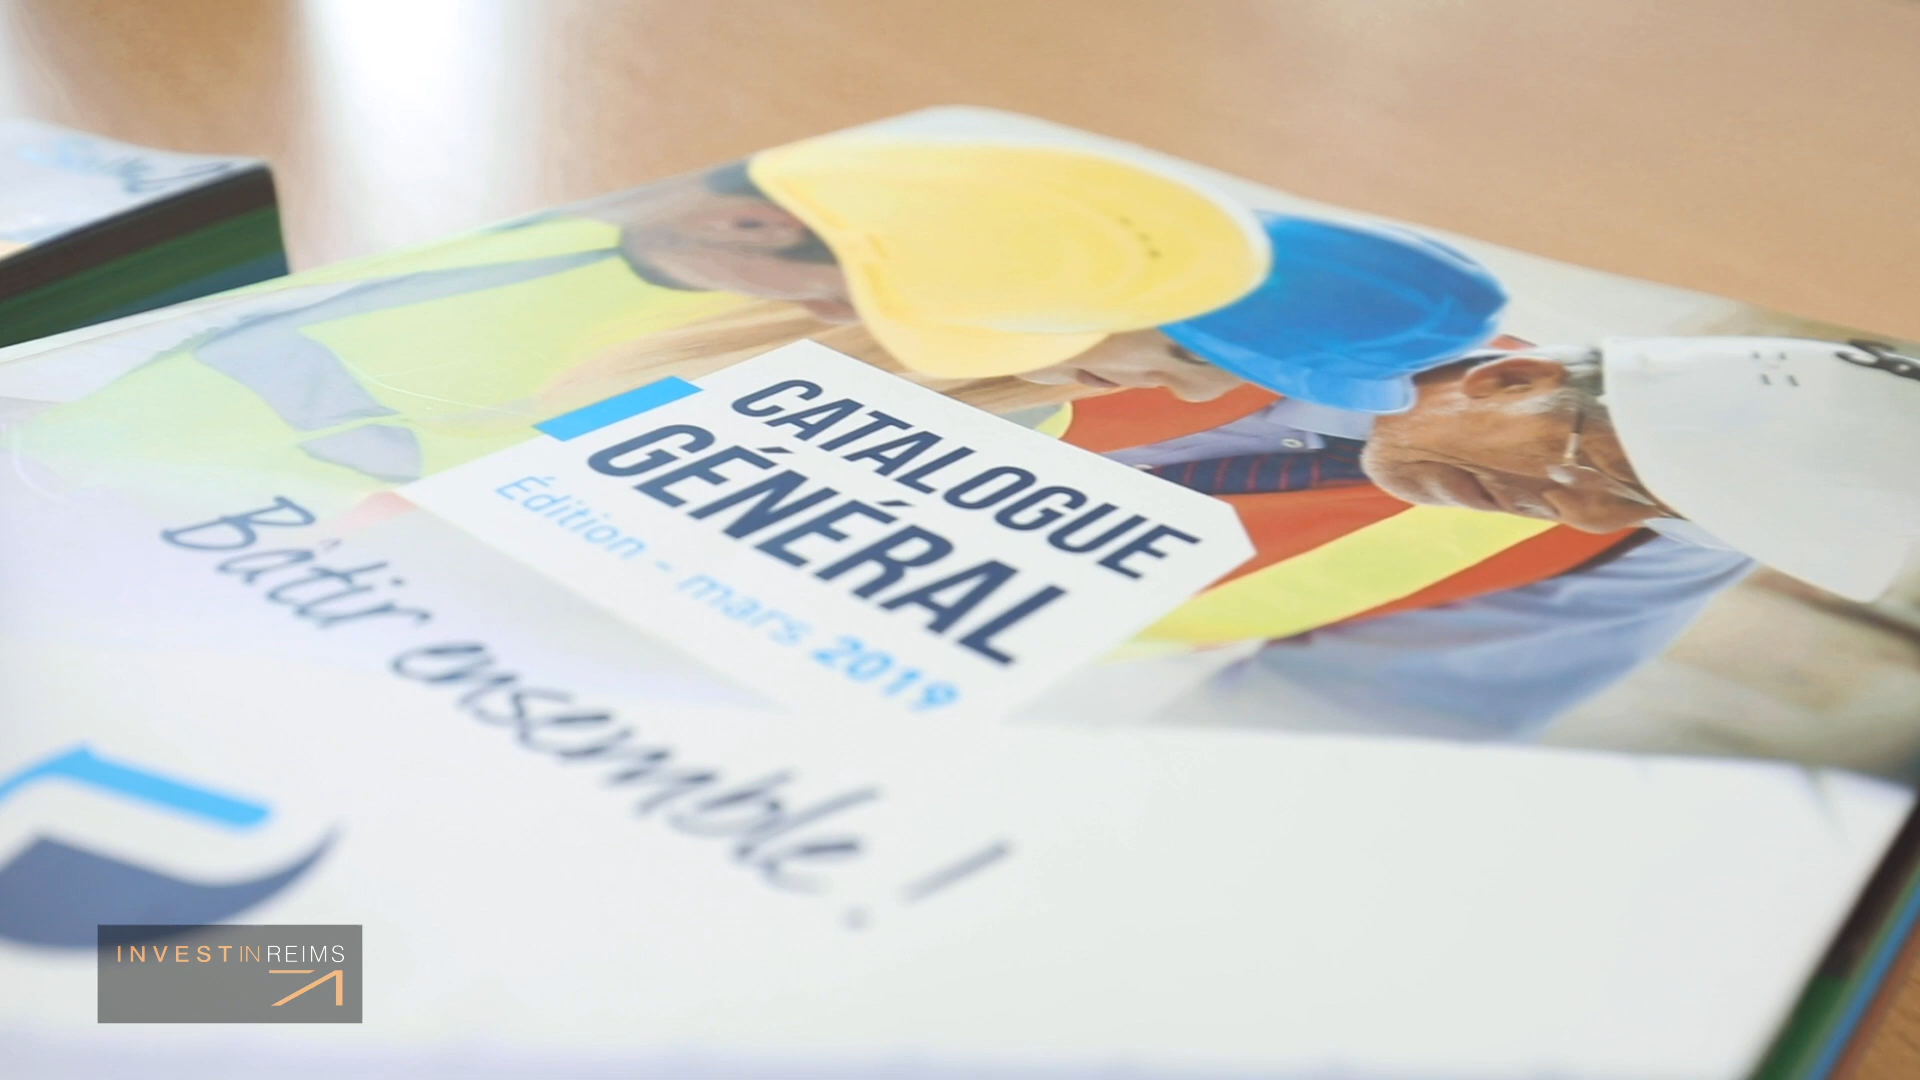 CATALOGUE
GÉNÉRAL
Édition - mars 2019
Bâtir ensemble !
INVESTINREIMS